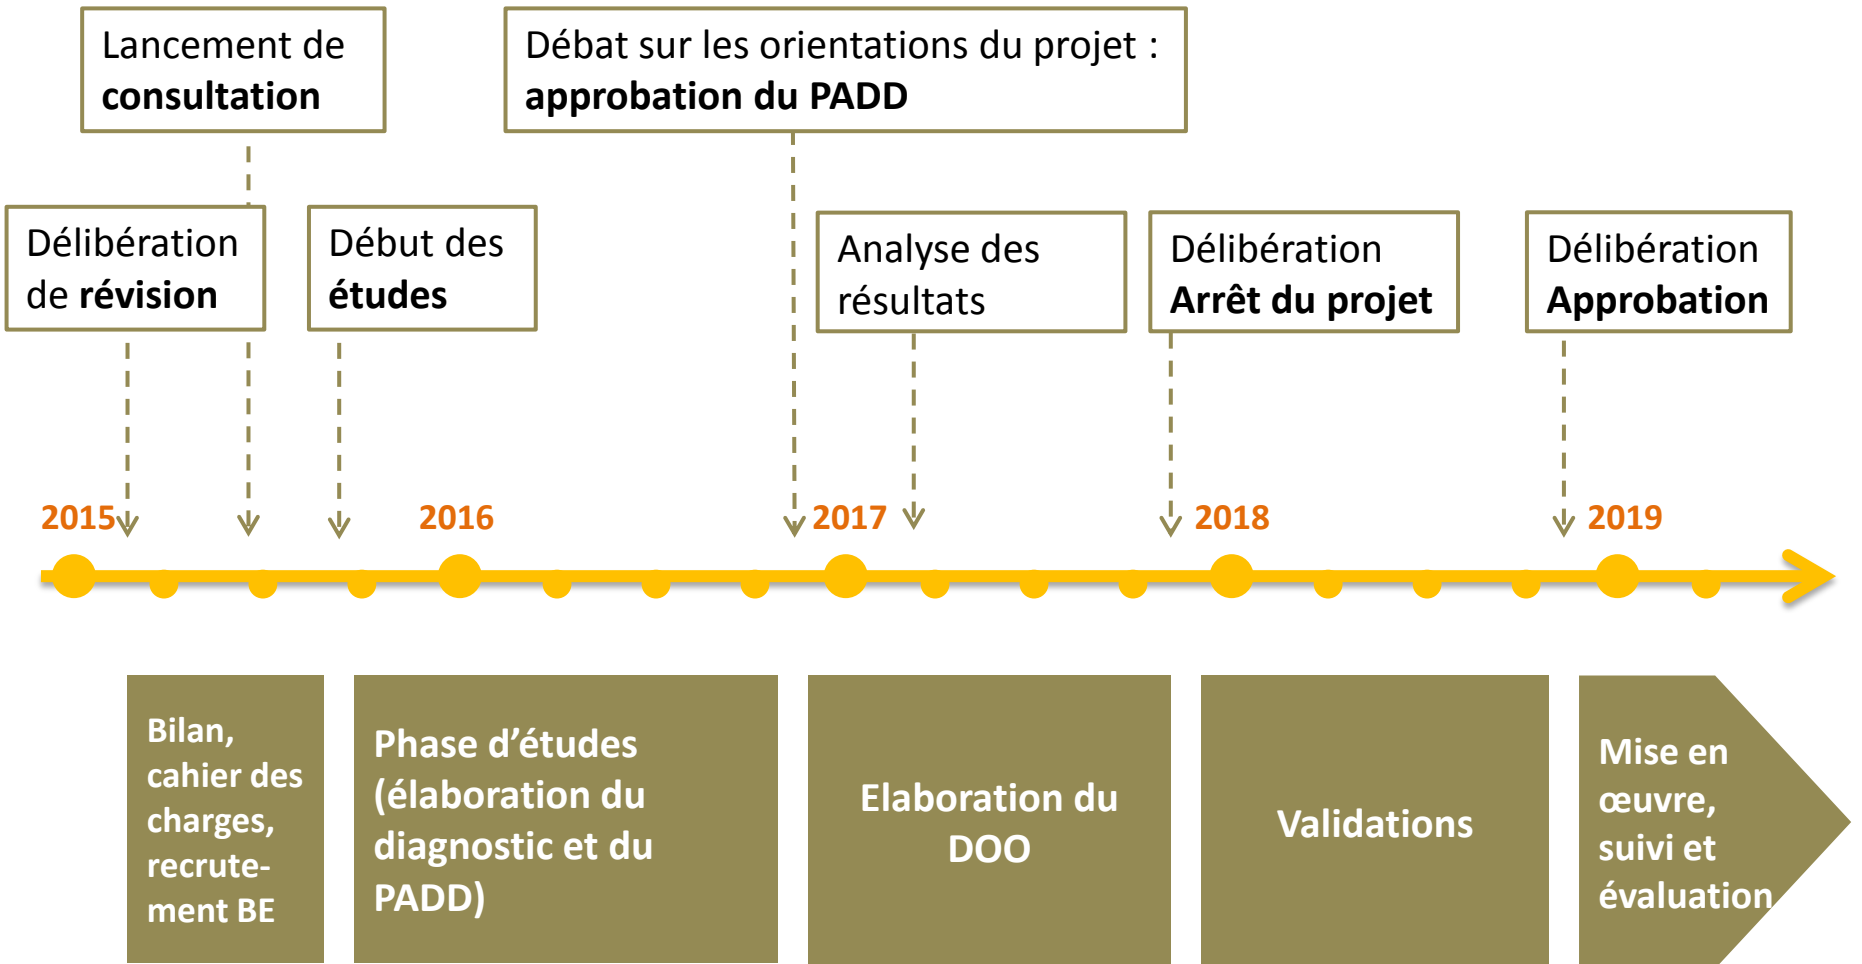 Lancement de
consultation
Débat sur les orientations du projet :
approbation du PADD
Délibération
de révision
Début des
études
Analyse des
résultats
Délibération
Arrêt du projet
Délibération
Approbation
2015
2016
2017
2018
2019
Bilan,
cahier des
charges,
recrute-
ment BE
Phase d’études
(élaboration du
diagnostic et du
PADD)
Elaboration du
DOO
Validations
Mise en
œuvre,
suivi et
évaluation